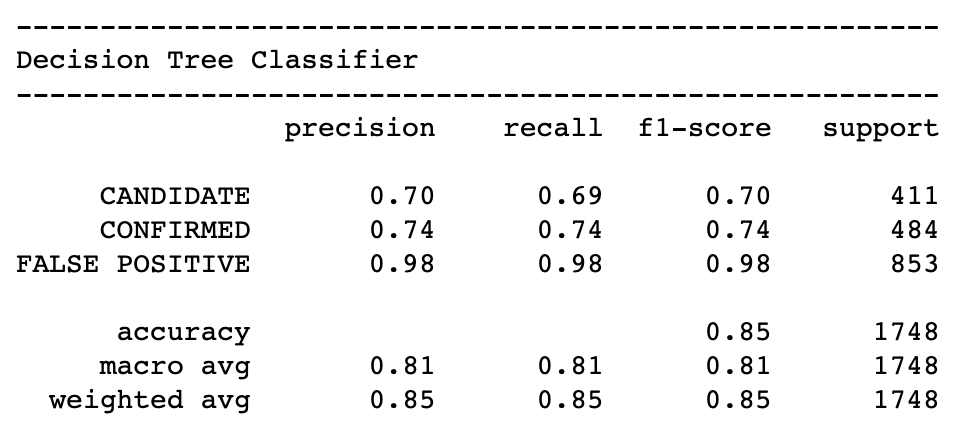 -------------------------------------------------------
Decision Tree Classifier
-------------------------------------------------------
precision recall f1-score support
CANDIDATE 0.70 0.69 0.70 411
CONFIRMED 0.74 0.74 0.74 484
FALSE POSITIVE 0.98 0.98 0.98 853
accuracy 0.85 1748
macro avg 0.81 0.81 0.81 1748
weighted avg 0.85 0.85 0.85 1748